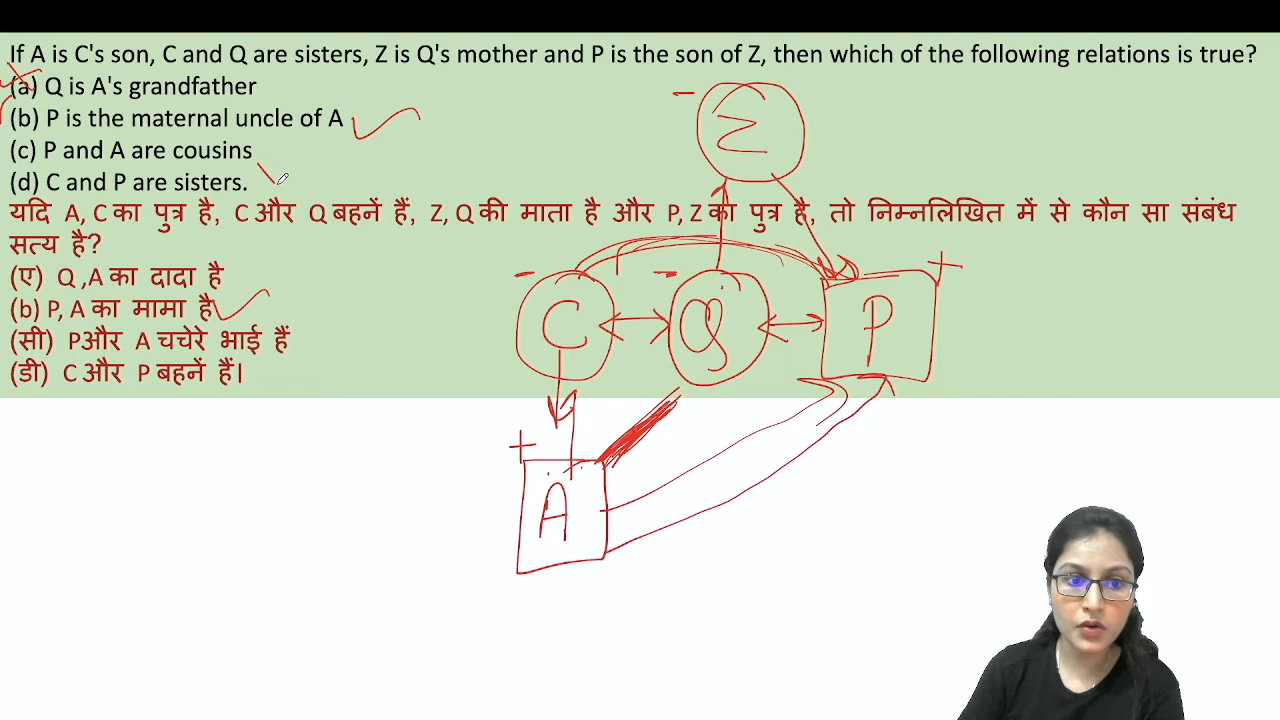 If A is C's son, C and Q are sisters, Z is Q's mother and P is the son of Z, then which of the following relations is true?
(a) Q is A's grandfather
(b) P is the maternal uncle of A
(c) P and A are cousins
(d) C and P are sisters.
यदि A, C का पुत्र है, C और Q बहनें हैं, Z, Q की माता है और P, Z का पुत्र है, तो निम्नलिखित में से कौन सा संबंध
सत्य है?
(ए) Q ,A का दादा है
(b) P, A का मामा है
(सी) P और A चचेरे भाई हैं
(डी) C और P बहनें हैं।
- Z
- C - Q P +
+ A